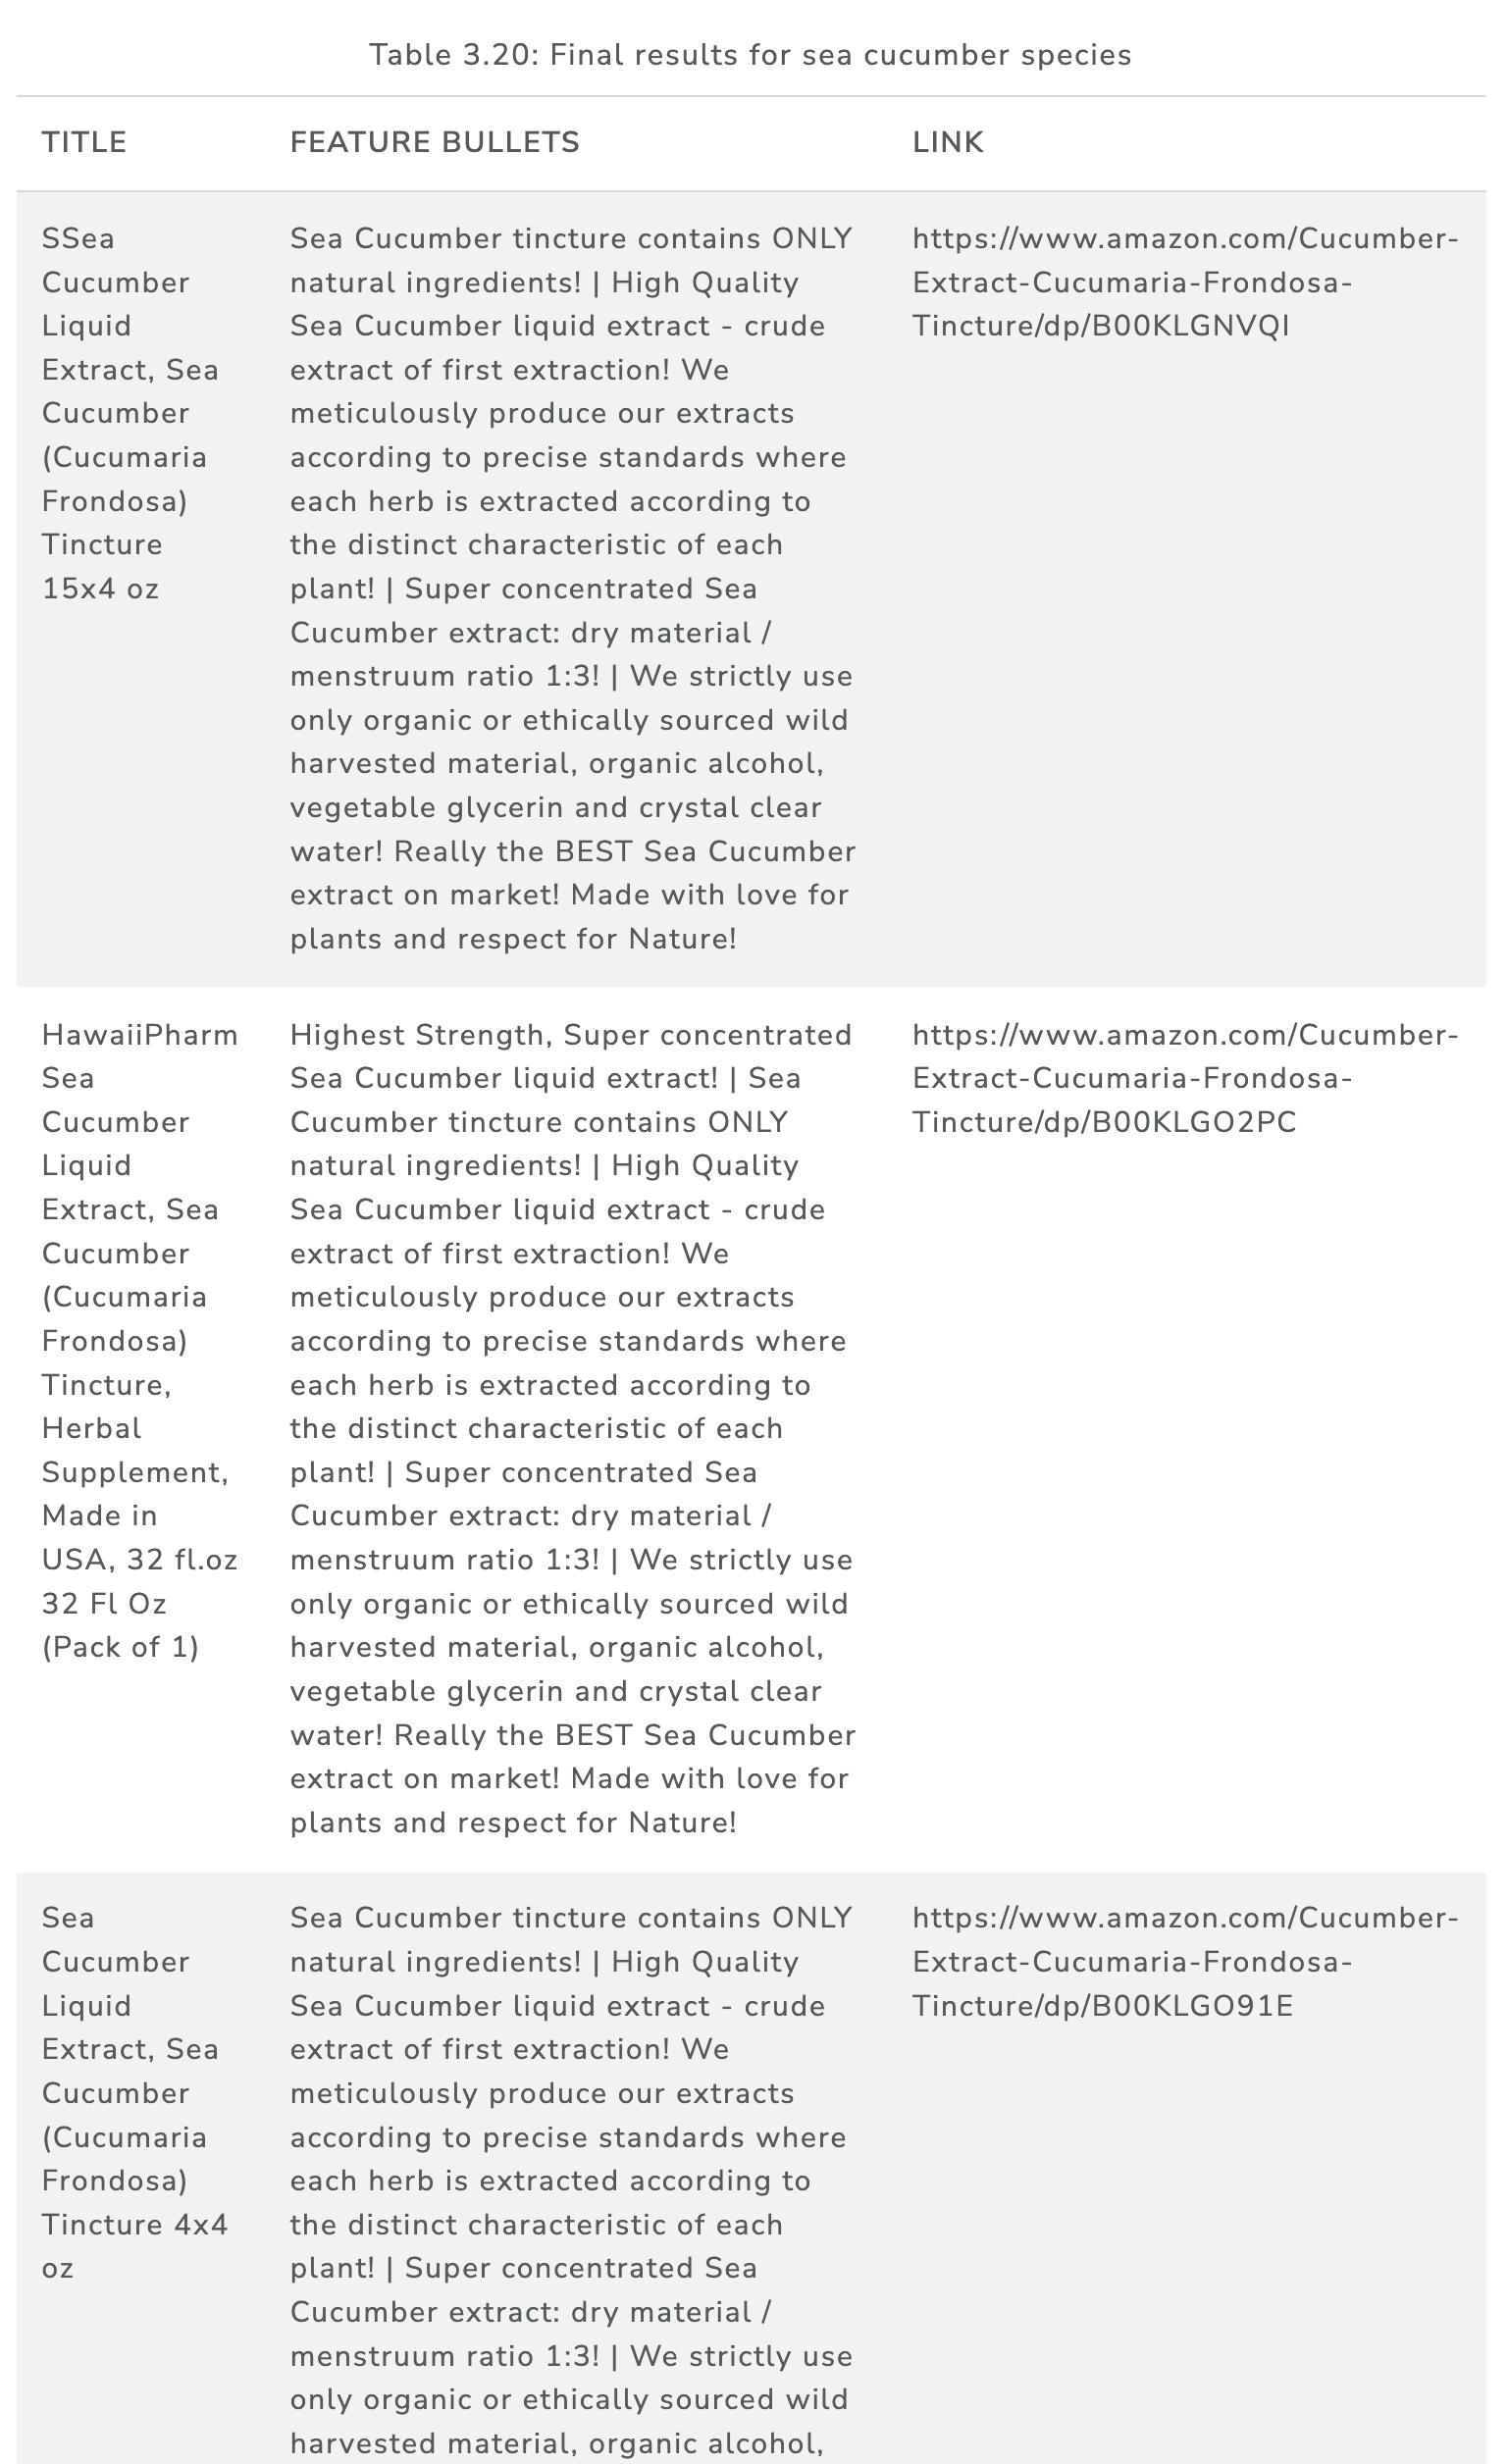 Table 3.20: Final results for sea cucumber species
TITLE
FEATURE BULLETS
LINK
SSea
Cucumber
Liquid
Extract, Sea
Cucumber
(Cucumaria
Frondosa)
Tincture
15x4 oz
Sea Cucumber tincture contains ONLY
natural ingredients! | High Quality
Sea Cucumber liquid extract - crude
extract of first extraction! We
meticulously produce our extracts
according to precise standards where
each herb is extracted according to
the distinct characteristic of each
plant! | Super concentrated Sea
Cucumber extract: dry material /
menstruum ratio 1:3! | We strictly use
only organic or ethically sourced wild
harvested material, organic alcohol,
vegetable glycerin and crystal clear
water! Really the BEST Sea Cucumber
extract on market! Made with love for
plants and respect for Nature!
https://www.amazon.com/Cucumber-
Extract-Cucumaria-Frondosa-
Tincture/dp/B00KLGNVQI
HawaiiPharm
Sea
Cucumber
Liquid
Extract, Sea
Cucumber
(Cucumaria
Frondosa)
Tincture,
Herbal
Supplement,
Made in
USA, 32 fl.oz
32 Fl Oz
(Pack of 1)
Highest Strength, Super concentrated
Sea Cucumber liquid extract! | Sea
Cucumber tincture contains ONLY
natural ingredients! | High Quality
Sea Cucumber liquid extract - crude
extract of first extraction! We
meticulously produce our extracts
according to precise standards where
each herb is extracted according to
the distinct characteristic of each
plant! | Super concentrated Sea
Cucumber extract: dry material /
menstruum ratio 1:3! | We strictly use
only organic or ethically sourced wild
harvested material, organic alcohol,
vegetable glycerin and crystal clear
water! Really the BEST Sea Cucumber
extract on market! Made with love for
plants and respect for Nature!
https://www.amazon.com/Cucumber-
Extract-Cucumaria-Frondosa-
Tincture/dp/B00KLGO2PC
Sea
Cucumber
Liquid
Extract, Sea
Cucumber
(Cucumaria
Frondosa)
Tincture 4x4
oz
Sea Cucumber tincture contains ONLY
natural ingredients! | High Quality
Sea Cucumber liquid extract - crude
extract of first extraction! We
meticulously produce our extracts
according to precise standards where
each herb is extracted according to
the distinct characteristic of each
plant! | Super concentrated Sea
Cucumber extract: dry material /
menstruum ratio 1:3! | We strictly use
only organic or ethically sourced wild
harvested material, organic alcohol,
https://www.amazon.com/Cucumber-
Extract-Cucumaria-Frondosa-
Tincture/dp/B00KLGO91E